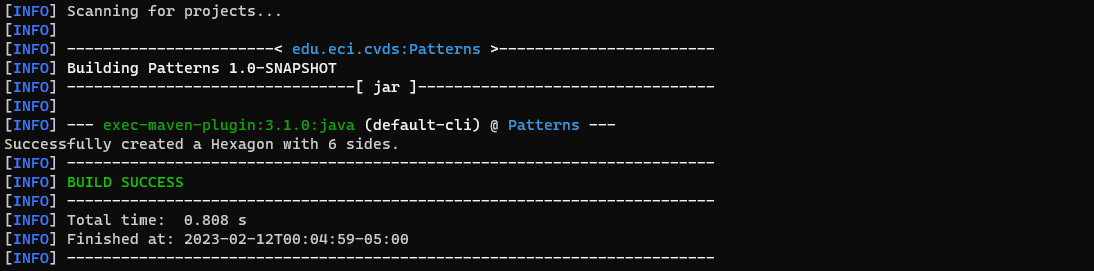 [INFO] Scanning for projects...
[INFO]
[INFO] -----------------------< edu.eci.cvds:Patterns >------------------------
[INFO] Building Patterns 1.0-SNAPSHOT
[INFO] --------------------------------[ jar ]---------------------------------
[INFO]
[INFO] --- exec-maven-plugin:3.1.0:java (default-cli) @ Patterns ---
Successfully created a Hexagon with 6 sides.
[INFO] ------------------------------------------------------------------------
[INFO] BUILD SUCCESS
[INFO] ------------------------------------------------------------------------
[INFO] Total time:  0.808 s
[INFO] Finished at: 2023-02-12T00:04:59-05:00
[INFO] ------------------------------------------------------------------------